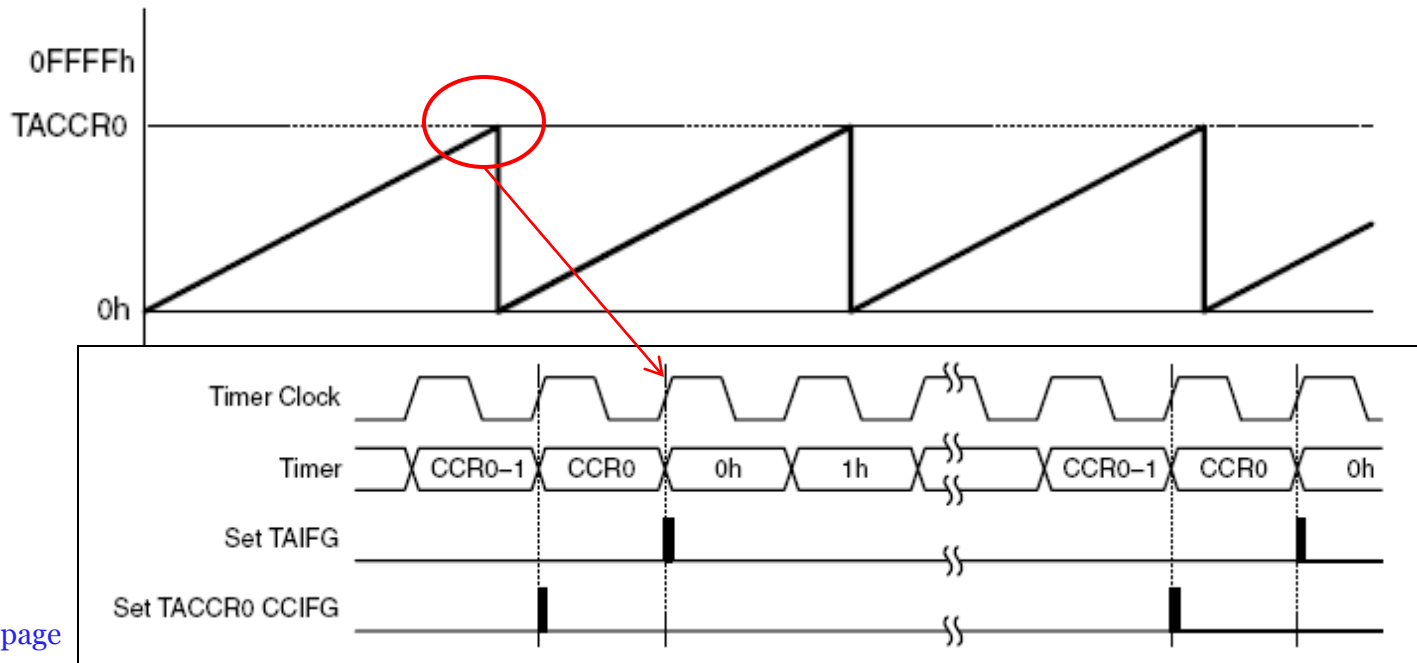 0FFFFh
TACCR0
0h
Timer Clock
Timer CCR0–1 CCR0 0h 1h CCR0–1 CCR0 0h
Set TAIFG
Set TACCR0 CCIFG
page